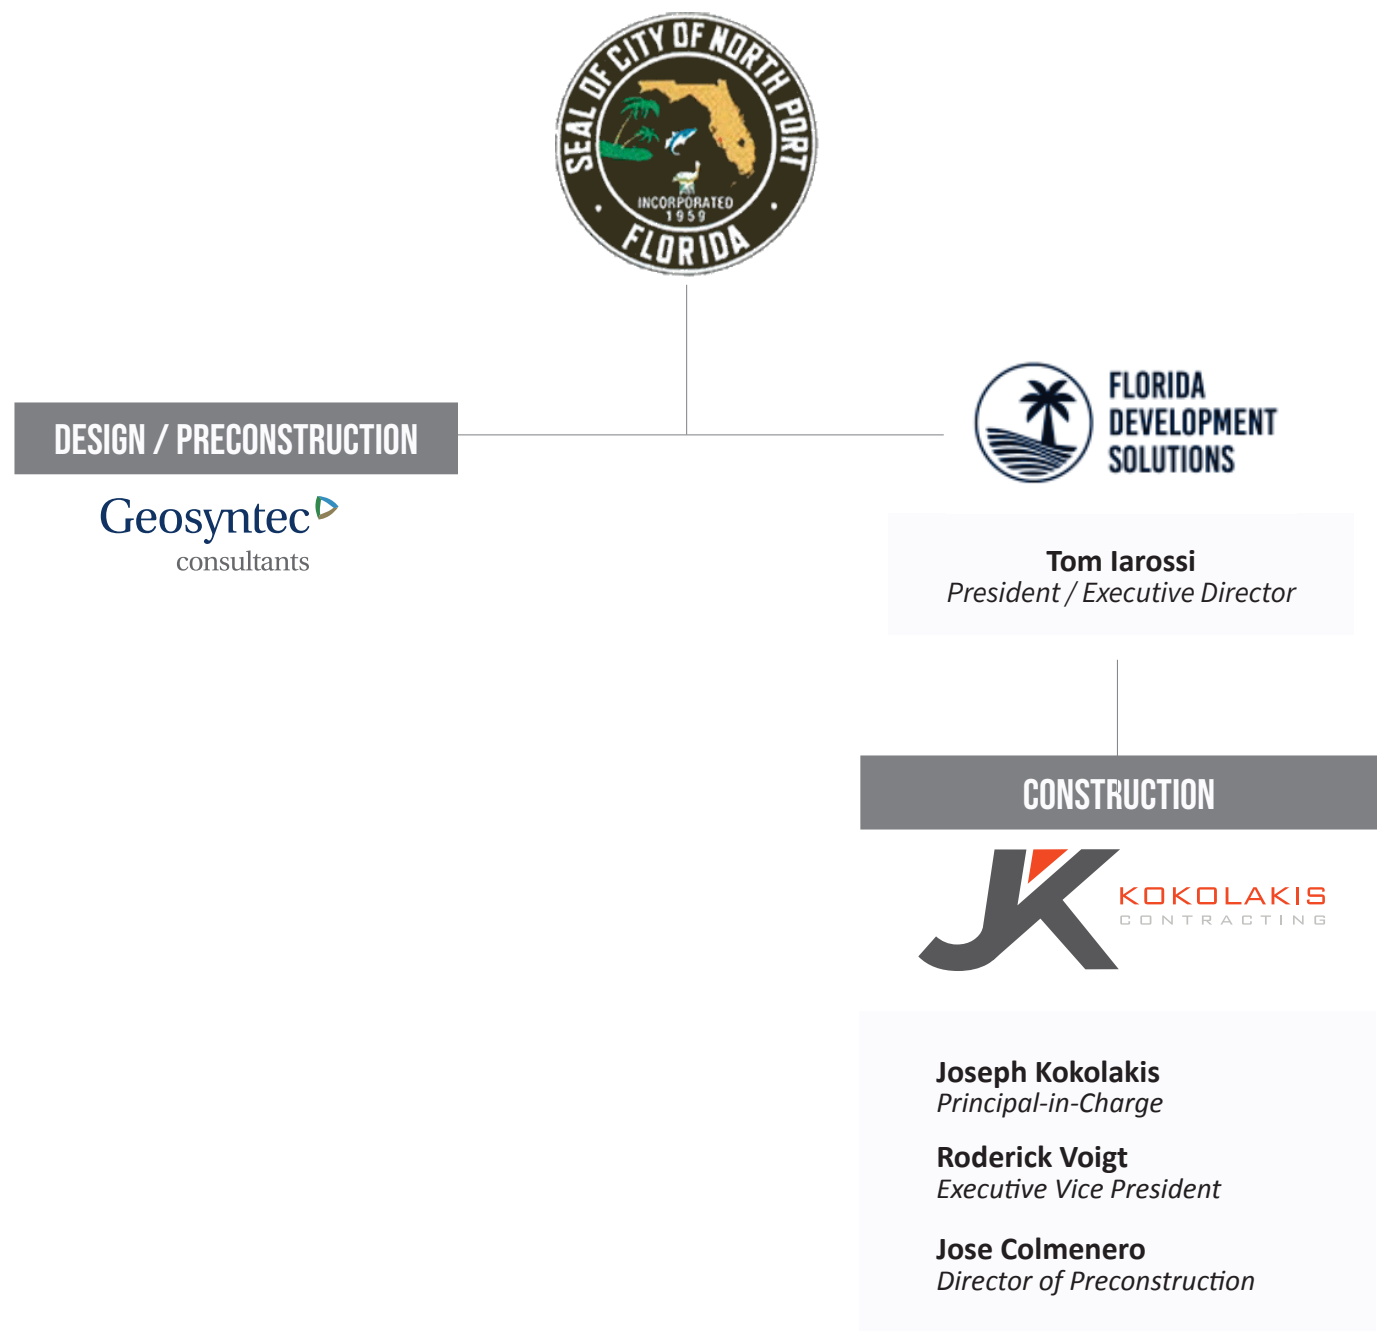 SEAL OF CITY OF NORTH PORT
INCORPORATED
1959
FLORIDA
DESIGN / PRECONSTRUCTION
Geosyntec
consultants
FLORIDA
DEVELOPMENT
SOLUTIONS
Tom Iarossi
President / Executive Director
CONSTRUCTION
JK
KOKOLAKIS
CONTRACTING
Joseph Kokolakis
Principal-in-Charge
Roderick Voigt
Executive Vice President
Jose Colmenero
Director of Preconstruction